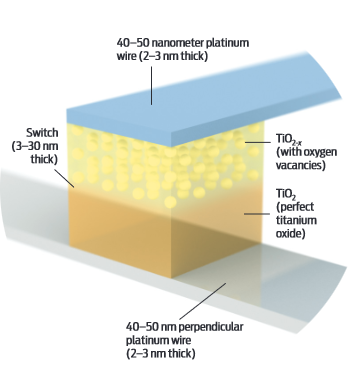 40–50 nanometer platinum
wire (2–3 nm thick)
Switch
(3–30 nm
thick)
TiO₂₋ₓ
(with oxygen
vacancies)
TiO₂
(perfect
titanium
oxide)
40–50 nm perpendicular
platinum wire
(2–3 nm thick)